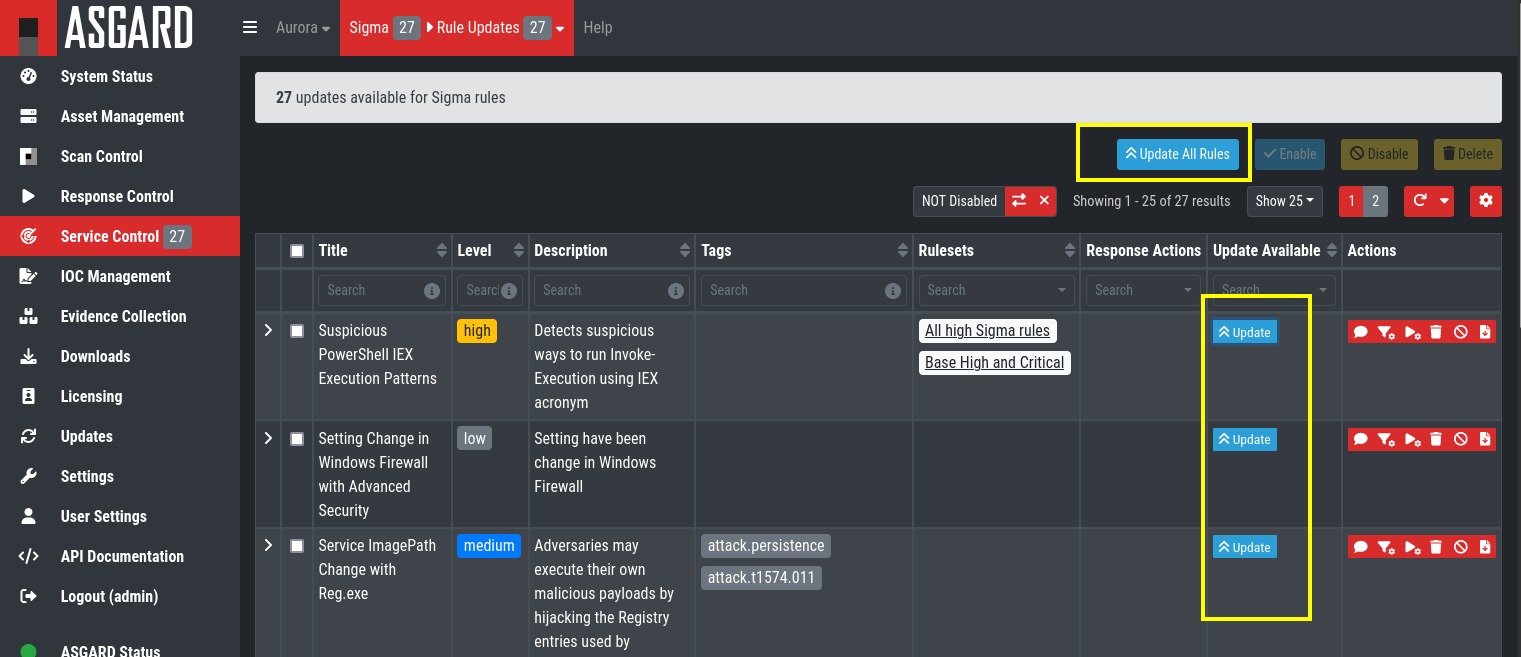 ASGARD
Aurora
Sigma 27 Rule Updates 27
Help
System Status
Asset Management
Scan Control
Response Control
Service Control 27
IOC Management
Evidence Collection
Downloads
Licensing
Updates
Settings
User Settings
API Documentation
Logout (admin)
ASGARD Status
27 updates available for Sigma rules
Update All Rules
Enable
Disable
Delete
NOT Disabled
Showing 1 - 25 of 27 results
Show 25
1 2
Title Level Description Tags Rulesets Response Actions Update Available Actions
Search Search Search Search Search Search Search
Suspicious
PowerShell IEX
Execution Patterns
high
Detects suspicious
ways to run Invoke-
Execution using IEX
acronym
All high Sigma rules
Base High and Critical
Update
Setting Change in
Windows Firewall
with Advanced
Security
low
Setting have been
change in Windows
Firewall
Update
Service ImagePath
Change with
Reg.exe
medium
Adversaries may
execute their own
malicious payloads by
hijacking the Registry
entries used by
attack.persistence
attack.t1574.011
Update